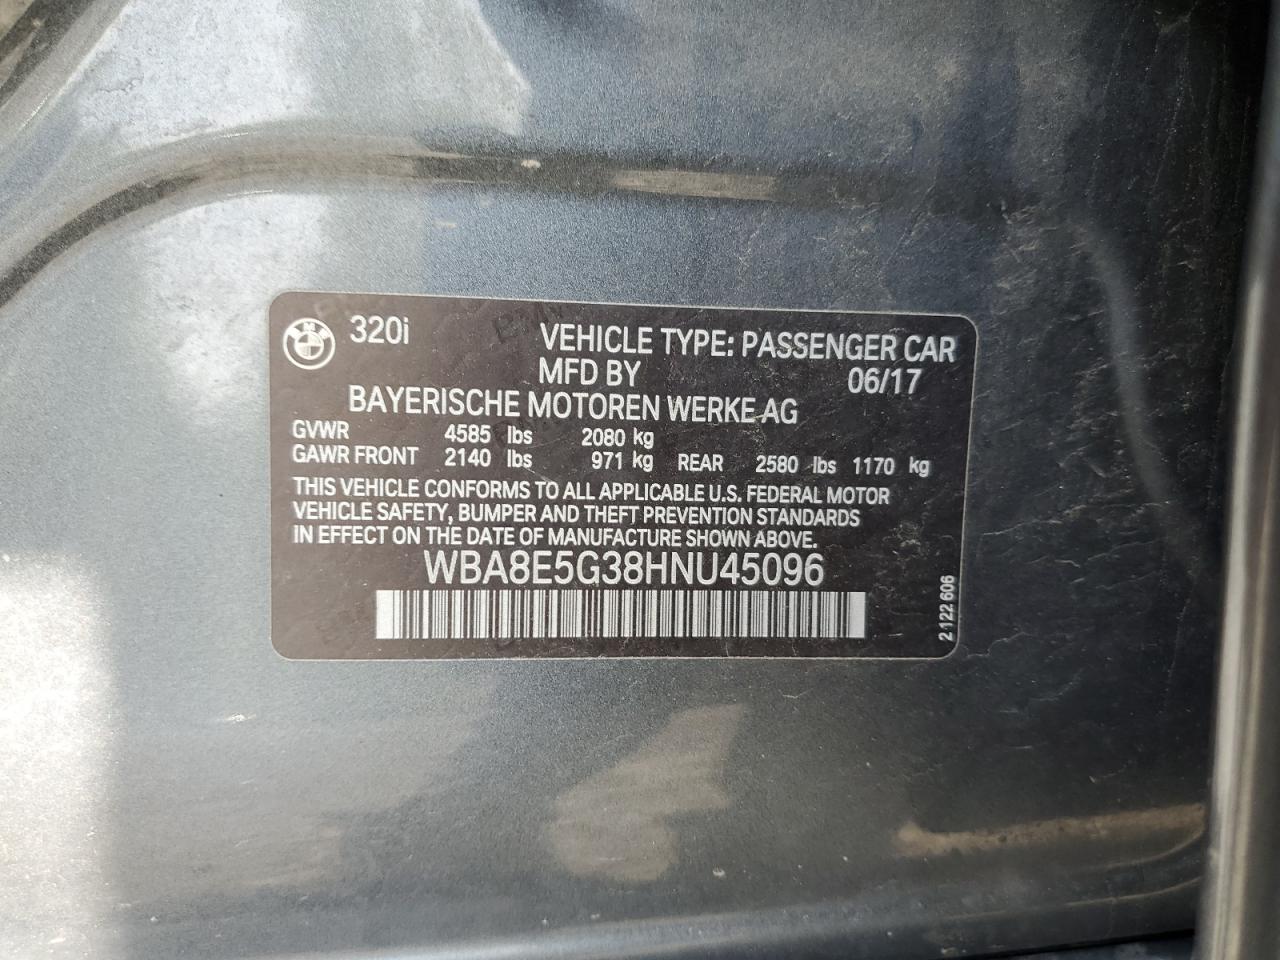 320i
VEHICLE TYPE: PASSENGER CAR
MFD BY 06/17
BAYERISCHE MOTOREN WERKE AG
GVWR 4585 lbs 2080 kg
GAWR FRONT 2140 lbs 971 kg REAR 2580 lbs 1170 kg
THIS VEHICLE CONFORMS TO ALL APPLICABLE U.S. FEDERAL MOTOR
VEHICLE SAFETY, BUMPER AND THEFT PREVENTION STANDARDS
IN EFFECT ON THE DATE OF MANUFACTURE SHOWN ABOVE.
WBA8E5G38HNU45096
2 122 606